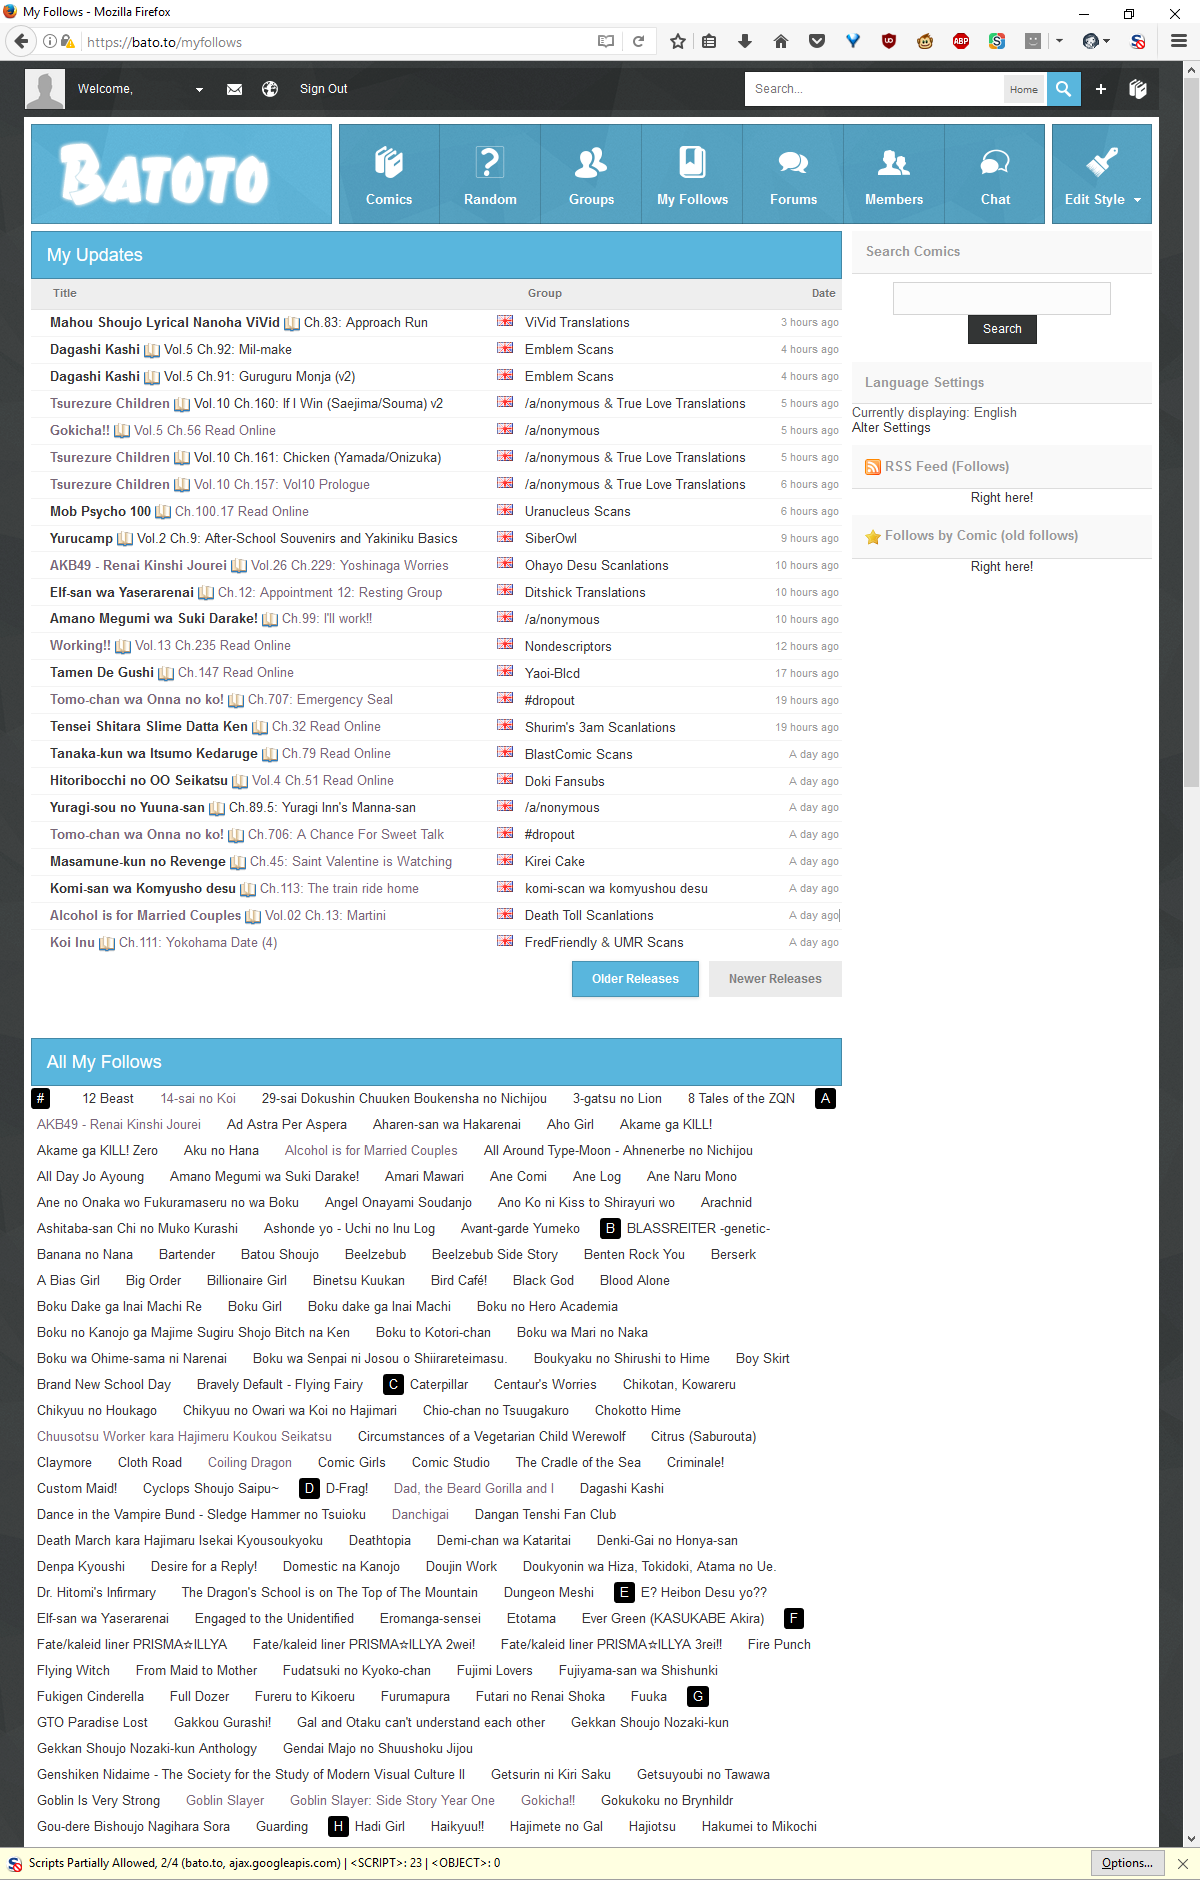 My Follows - Mozilla Firefox
https://bato.to/myfollows
Welcome,
Sign Out
Search...
Home
BATOTO
Comics
Random
Groups
My Follows
Forums
Members
Chat
Edit Style
My Updates
Title Group Date
Mahou Shoujo Lyrical Nanoha ViVid Ch.83: Approach Run ViVid Translations 3 hours ago
Dagashi Kashi Vol.5 Ch.92: Mil-make Emblem Scans 4 hours ago
Dagashi Kashi Vol.5 Ch.91: Guruguru Monja (v2) Emblem Scans 4 hours ago
Tsurezure Children Vol.10 Ch.160: If I Win (Saejima/Souma) v2 /a/nonymous & True Love Translations 5 hours ago
Gokicha!! Vol.5 Ch.56 Read Online /a/nonymous 5 hours ago
Tsurezure Children Vol.10 Ch.161: Chicken (Yamada/Onizuka) /a/nonymous & True Love Translations 5 hours ago
Tsurezure Children Vol.10 Ch.157: Vol10 Prologue /a/nonymous & True Love Translations 6 hours ago
Mob Psycho 100 Ch.100.17 Read Online Uranucleus Scans 6 hours ago
Yurucamp Vol.2 Ch.9: After-School Souvenirs and Yakiniku Basics SiberOwl 9 hours ago
AKB49 - Renai Kinshi Jourei Vol.26 Ch.229: Yoshinaga Worries Ohayo Desu Scanlations 10 hours ago
Elf-san wa Yaserarenai Ch.12: Appointment 12: Resting Group Ditshick Translations 10 hours ago
Amano Megumi wa Suki Darake! Ch.99: I'll work!! /a/nonymous 10 hours ago
Working!! Vol.13 Ch.235 Read Online Nondescriptors 12 hours ago
Tamen De Gushi Ch.147 Read Online Yaoi-Blcd 17 hours ago
Tomo-chan wa Onna no ko! Ch.707: Emergency Seal #dropout 19 hours ago
Tensei Shitara Slime Datta Ken Ch.32 Read Online Shurim's 3am Scanlations 19 hours ago
Tanaka-kun wa Itsumo Kedaruge Ch.79 Read Online BlastComic Scans A day ago
Hitoribocchi no OO Seikatsu Vol.4 Ch.51 Read Online Doki Fansubs A day ago
Yuragi-sou no Yuuna-san Ch.89.5: Yuragi Inn's Manna-san /a/nonymous A day ago
Tomo-chan wa Onna no ko! Ch.706: A Chance For Sweet Talk #dropout A day ago
Masamune-kun no Revenge Ch.45: Saint Valentine is Watching Kirei Cake A day ago
Komi-san wa Komyusho desu Ch.113: The train ride home komi-scan wa komyushou desu A day ago
Alcohol is for Married Couples Vol.02 Ch.13: Martini Death Toll Scanlations A day ago
Koi Inu Ch.111: Yokohama Date (4) FredFriendly & UMR Scans A day ago
Older Releases Newer Releases
Search Comics
Search
Language Settings
Currently displaying: English
Alter Settings
RSS Feed (Follows)
Right here!
Follows by Comic (old follows)
Right here!
All My Follows
# 12 Beast 14-sai no Koi 29-sai Dokushin Chuuken Boukensha no Nichijou 3-gatsu no Lion 8 Tales of the ZQN A
AKB49 - Renai Kinshi Jourei Ad Astra Per Aspera Aharen-san wa Hakarenai Aho Girl Akame ga KILL!
Akame ga KILL! Zero Aku no Hana Alcohol is for Married Couples All Around Type-Moon - Ahnenerbe no Nichijou
All Day Jo Ayoung Amano Megumi wa Suki Darake! Amari Mawari Ane Comi Ane Log Ane Naru Mono
Ane no Onaka wo Fukuramaseru no wa Boku Angel Onayami Soudanjo Ano Ko ni Kiss to Shirayuri wo Arachnid
Ashitaba-san Chi no Muko Kurashi Ashonde yo - Uchi no Inu Log Avant-garde Yumeko B BLASSREITER -genetic-
Banana no Nana Bartender Batou Shoujo Beelzebub Beelzebub Side Story Benten Rock You Berserk
A Bias Girl Big Order Billionaire Girl Binetsu Kuukan Bird Café! Black God Blood Alone
Boku Dake ga Inai Machi Re Boku Girl Boku dake ga Inai Machi Boku no Hero Academia
Boku no Kanojo ga Majime Sugiru Shojo Bitch na Ken Boku to Kotori-chan Boku wa Mari no Naka
Boku wa Ohime-sama ni Narenai Boku wa Senpai ni Josou o Shiirareteimasu. Boukyaku no Shirushi to Hime Boy Skirt
Brand New School Day Bravely Default - Flying Fairy C Caterpillar Centaur's Worries Chikotan, Kowareru
Chikyuu no Houkago Chikyuu no Owari wa Koi no Hajimari Chio-chan no Tsuugakuro Chokotto Hime
Chuusotsu Worker kara Hajimeru Koukou Seikatsu Circumstances of a Vegetarian Child Werewolf Citrus (Saburouta)
Claymore Cloth Road Coiling Dragon Comic Girls Comic Studio The Cradle of the Sea Criminale!
Custom Maid! Cyclops Shoujo Saipu~ D D-Frag! Dad, the Beard Gorilla and I Dagashi Kashi
Dance in the Vampire Bund - Sledge Hammer no Tsuioku Danchigai Dangan Tenshi Fan Club
Death March kara Hajimaru Isekai Kyousoukyoku Deathtopia Demi-chan wa Kataritai Denki-Gai no Honya-san
Denpa Kyoushi Desire for a Reply! Domestic na Kanojo Doujin Work Doukyonin wa Hiza, Tokidoki, Atama no Ue.
Dr. Hitomi's Infirmary The Dragon's School is on The Top of The Mountain Dungeon Meshi E E? Heibon Desu yo??
Elf-san wa Yaserarenai Engaged to the Unidentified Eromanga-sensei Etotama Ever Green (KASUKABE Akira) F
Fate/kaleid liner PRISMA☆ILLYA Fate/kaleid liner PRISMA☆ILLYA 2wei! Fate/kaleid liner PRISMA☆ILLYA 3rei!! Fire Punch
Flying Witch From Maid to Mother Fudatsuki no Kyoko-chan Fujimi Lovers Fujiyama-san wa Shishunki
Fukigen Cinderella Full Dozer Fureru to Kikoeru Furumapura Futari no Renai Shoka Fuuka G
GTO Paradise Lost Gakkou Gurashi! Gal and Otaku can't understand each other Gekkan Shoujo Nozaki-kun
Gekkan Shoujo Nozaki-kun Anthology Gendai Majo no Shuushoku Jijou
Genshiken Nidaime - The Society for the Study of Modern Visual Culture II Getsurin ni Kiri Saku Getsuyoubi no Tawawa
Goblin Is Very Strong Goblin Slayer Goblin Slayer: Side Story Year One Gokicha!! Gokukoku no Brynhildr
Gou-dere Bishoujo Nagihara Sora Guarding H Hadi Girl Haikyuu!! Hajimete no Gal Hajiotsu Hakumei to Mikochi
Scripts Partially Allowed, 2/4 (bato.to, ajax.googleapis.com) | <SCRIPT>: 23 | <OBJECT>: 0
Options...